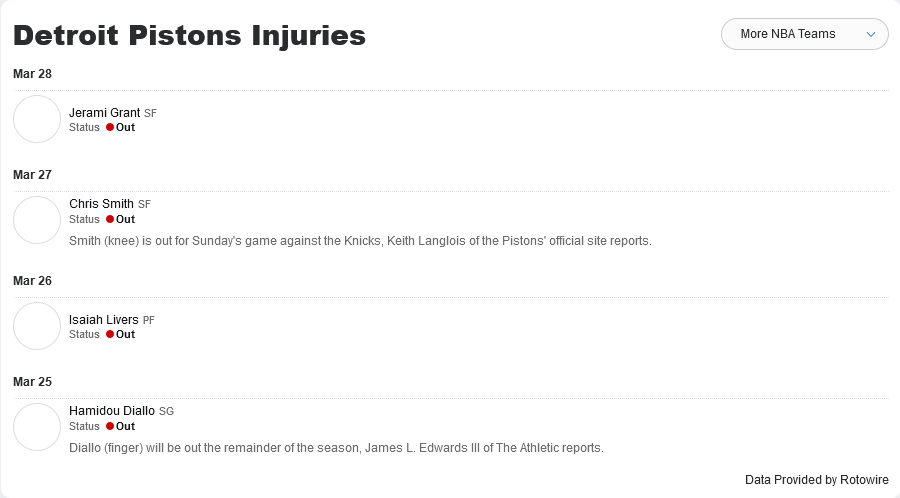 Detroit Pistons Injuries
More NBA Teams
Mar 28
Jerami Grant SF
Status Out
Mar 27
Chris Smith SF
Status Out
Smith (knee) is out for Sunday's game against the Knicks, Keith Langlois of the Pistons' official site reports.
Mar 26
Isaiah Livers PF
Status Out
Mar 25
Hamidou Diallo SG
Status Out
Diallo (finger) will be out the remainder of the season, James L. Edwards III of The Athletic reports.
Data Provided by Rotowire